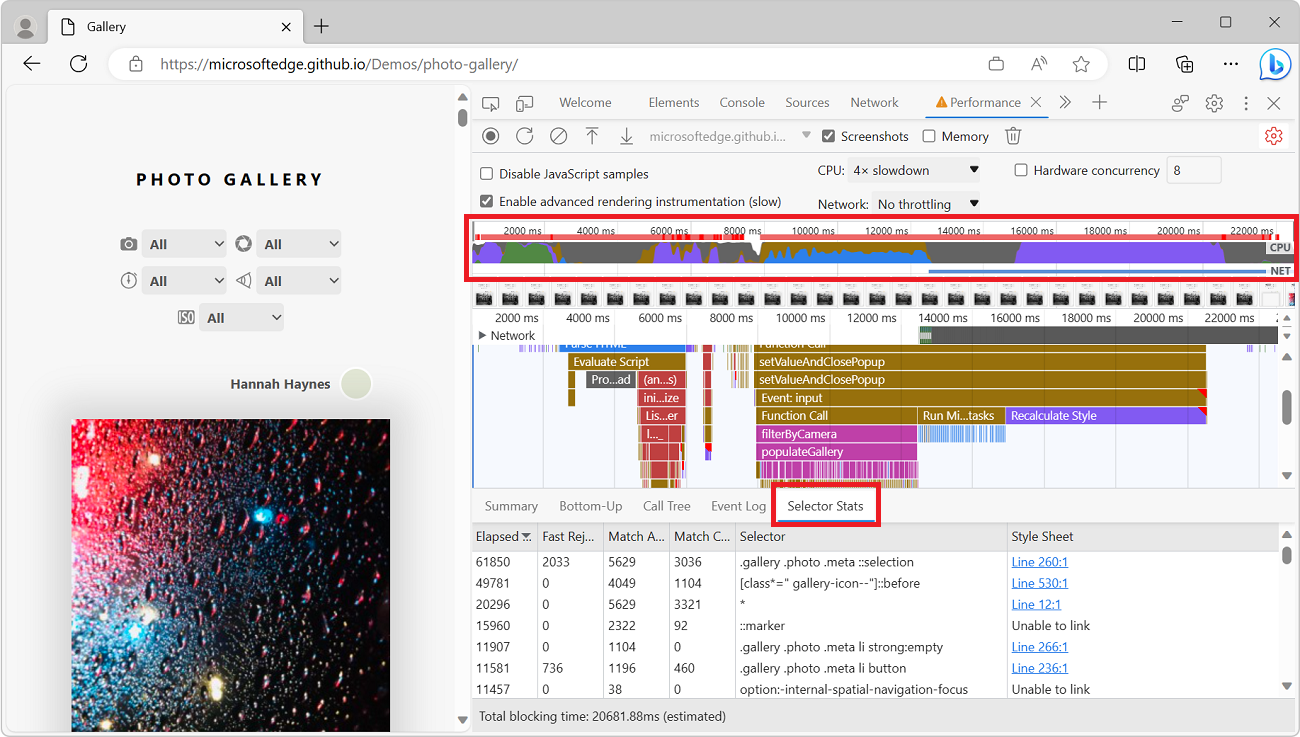 Gallery
https://microsoftedge.github.io/Demos/photo-gallery/
PHOTO GALLERY
All All
All All
ISO All
Hannah Haynes
Welcome Elements Console Sources Network Performance
microsoftedge.github.i... Screenshots Memory
Disable JavaScript samples CPU: 4× slowdown Hardware concurrency 8
Enable advanced rendering instrumentation (slow) Network: No throttling
2000 ms 4000 ms 6000 ms 8000 ms 10000 ms 12000 ms 14000 ms 16000 ms 18000 ms 20000 ms 22000 ms
CPU
NET
2000 ms 4000 ms 6000 ms 8000 ms 10000 ms 12000 ms 14000 ms 16000 ms 18000 ms 20000 ms 22000 ms
Network
Parse HTML Function Call
Evaluate Script setValueAndClosePopup
Pro...ad (an...s) setValueAndClosePopup
ini...ize Event: input
Lis...er Function Call Run Mi...tasks Recalculate Style
l..._ filterByCamera
populateGallery
Summary Bottom-Up Call Tree Event Log Selector Stats
Elapsed Fast Rej... Match A... Match C... Selector Style Sheet
61850 2033 5629 3036 .gallery .photo .meta ::selection Line 260:1
49781 0 4049 1104 [class*=" gallery-icon--"]::before Line 530:1
20296 0 5629 3321 * Line 12:1
15960 0 2322 92 ::marker Unable to link
11907 0 1104 0 .gallery .photo .meta li strong:empty Line 266:1
11581 736 1196 460 .gallery .photo .meta li button Line 236:1
11457 0 38 0 option:-internal-spatial-navigation-focus Unable to link
Total blocking time: 20681.88ms (estimated)